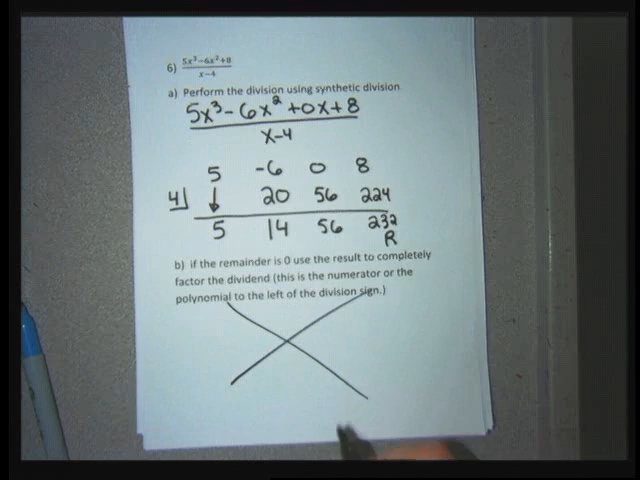 6) 5x³−6x²+8
x−4
a) Perform the division using synthetic division
5x³ - 6x² + 0x + 8
x-4
5 -6 0 8
4 ↓ 20 56 224
5 14 56 232
R
b) if the remainder is 0 use the result to completely
factor the dividend (this is the numerator or the
polynomial to the left of the division sign.)